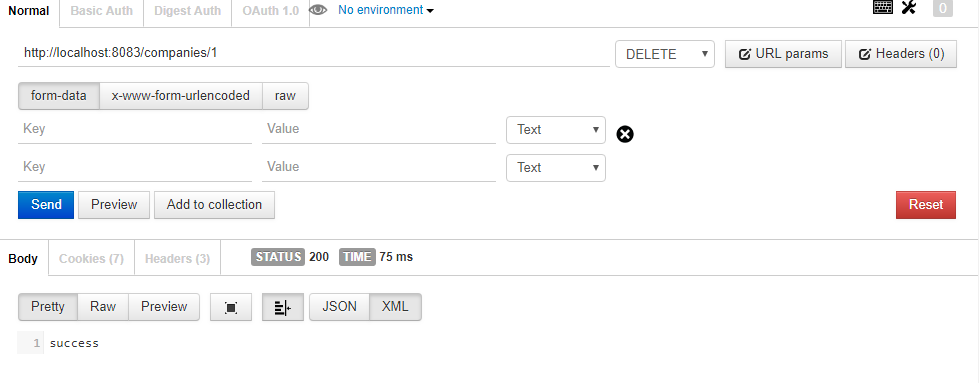 Normal Basic Auth Digest Auth OAuth 1.0 No environment 0
http://localhost:8083/companies/1 DELETE URL params Headers (0)
form-data x-www-form-urlencoded raw
Key Value Text
Key Value Text
Send Preview Add to collection Reset
Body Cookies (7) Headers (3) STATUS 200 TIME 75 ms
Pretty Raw Preview JSON XML
1 success